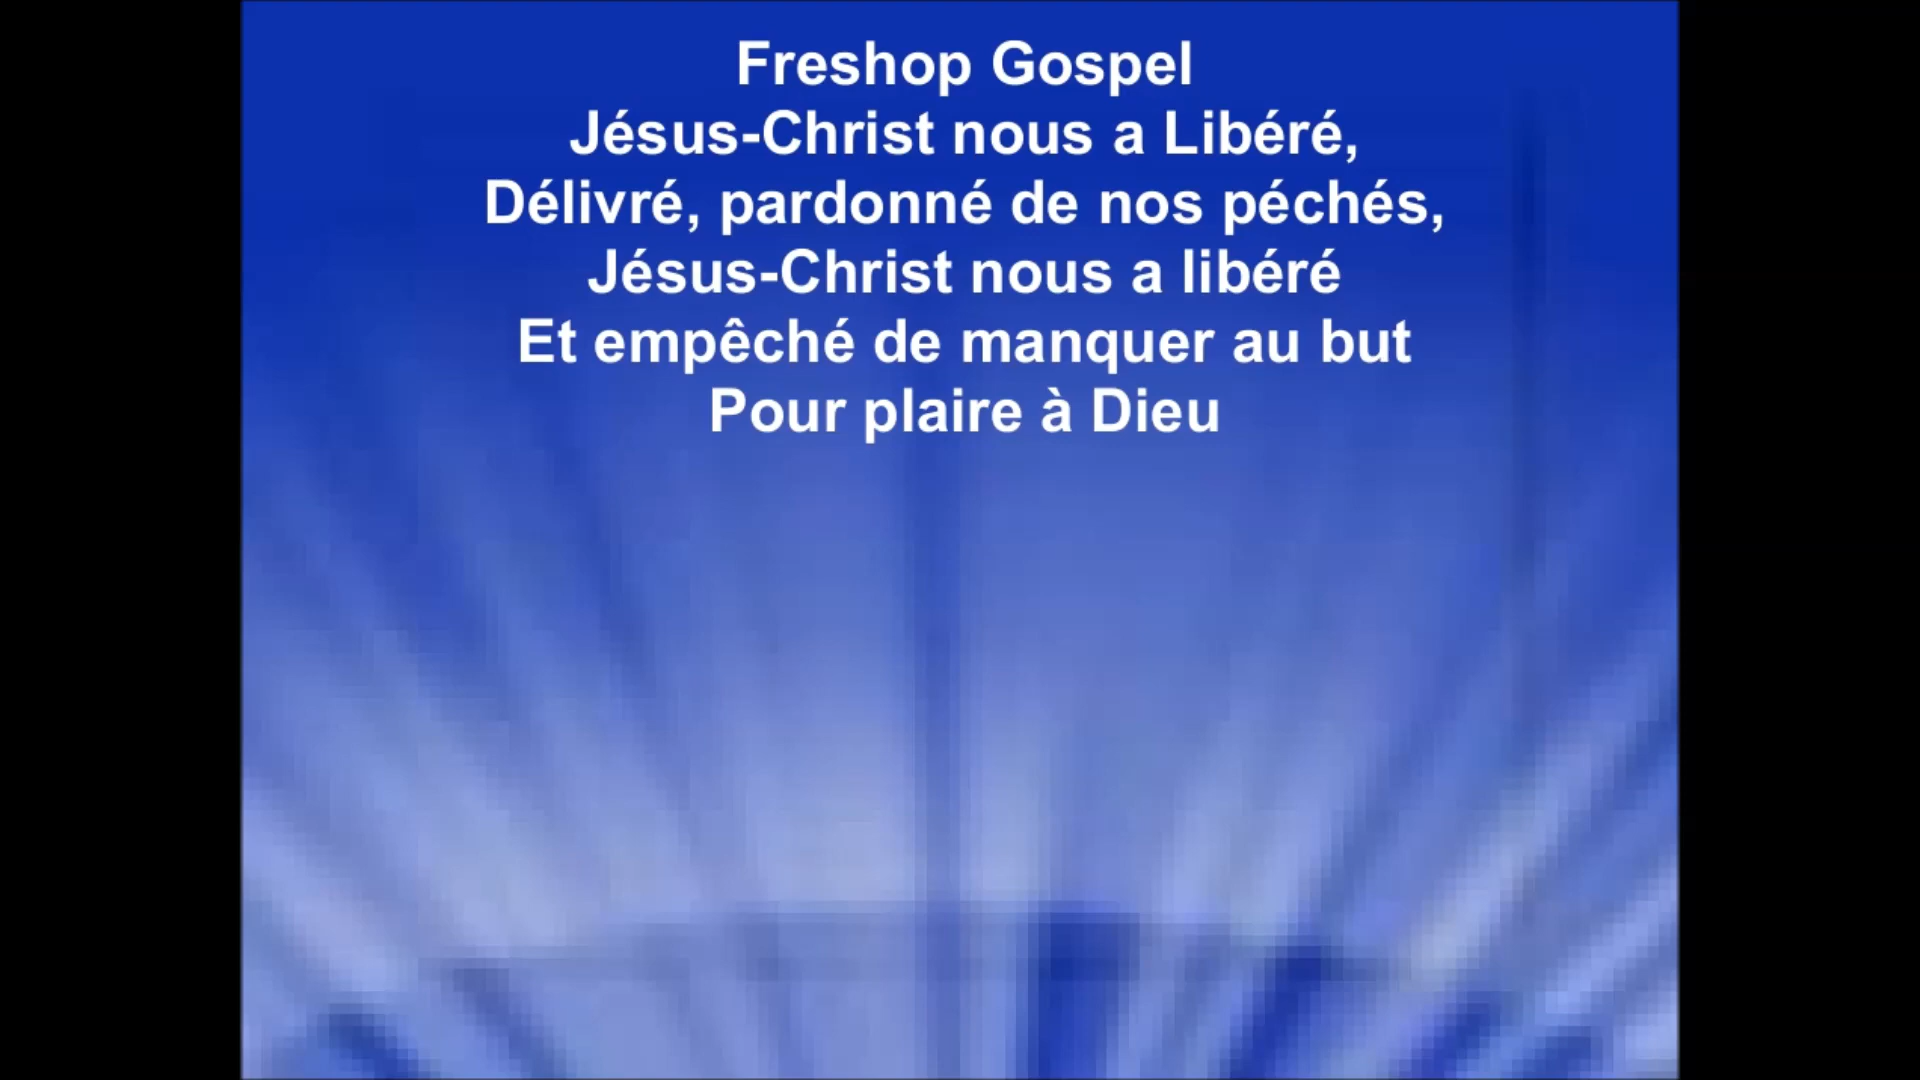 Freshop Gospel
Jésus-Christ nous a Libéré,
Délivré, pardonné de nos péchés,
Jésus-Christ nous a libéré
Et empêché de manquer au but
Pour plaire à Dieu